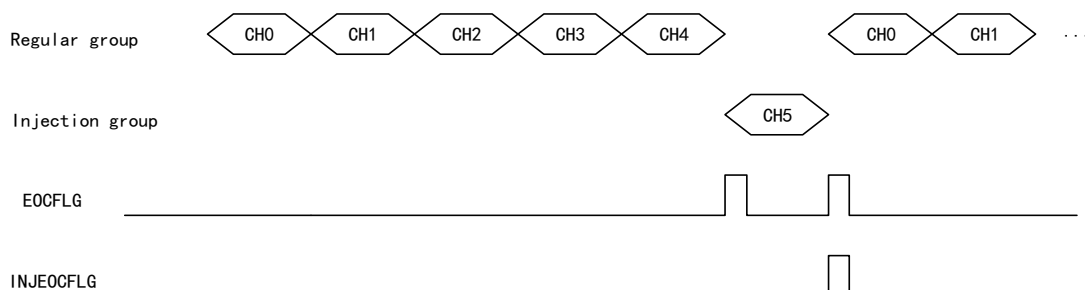 Regular group CH0 CH1 CH2 CH3 CH4 CH0 CH1 ...
Injection group CH5
EOCFLG
INJEOCFLG